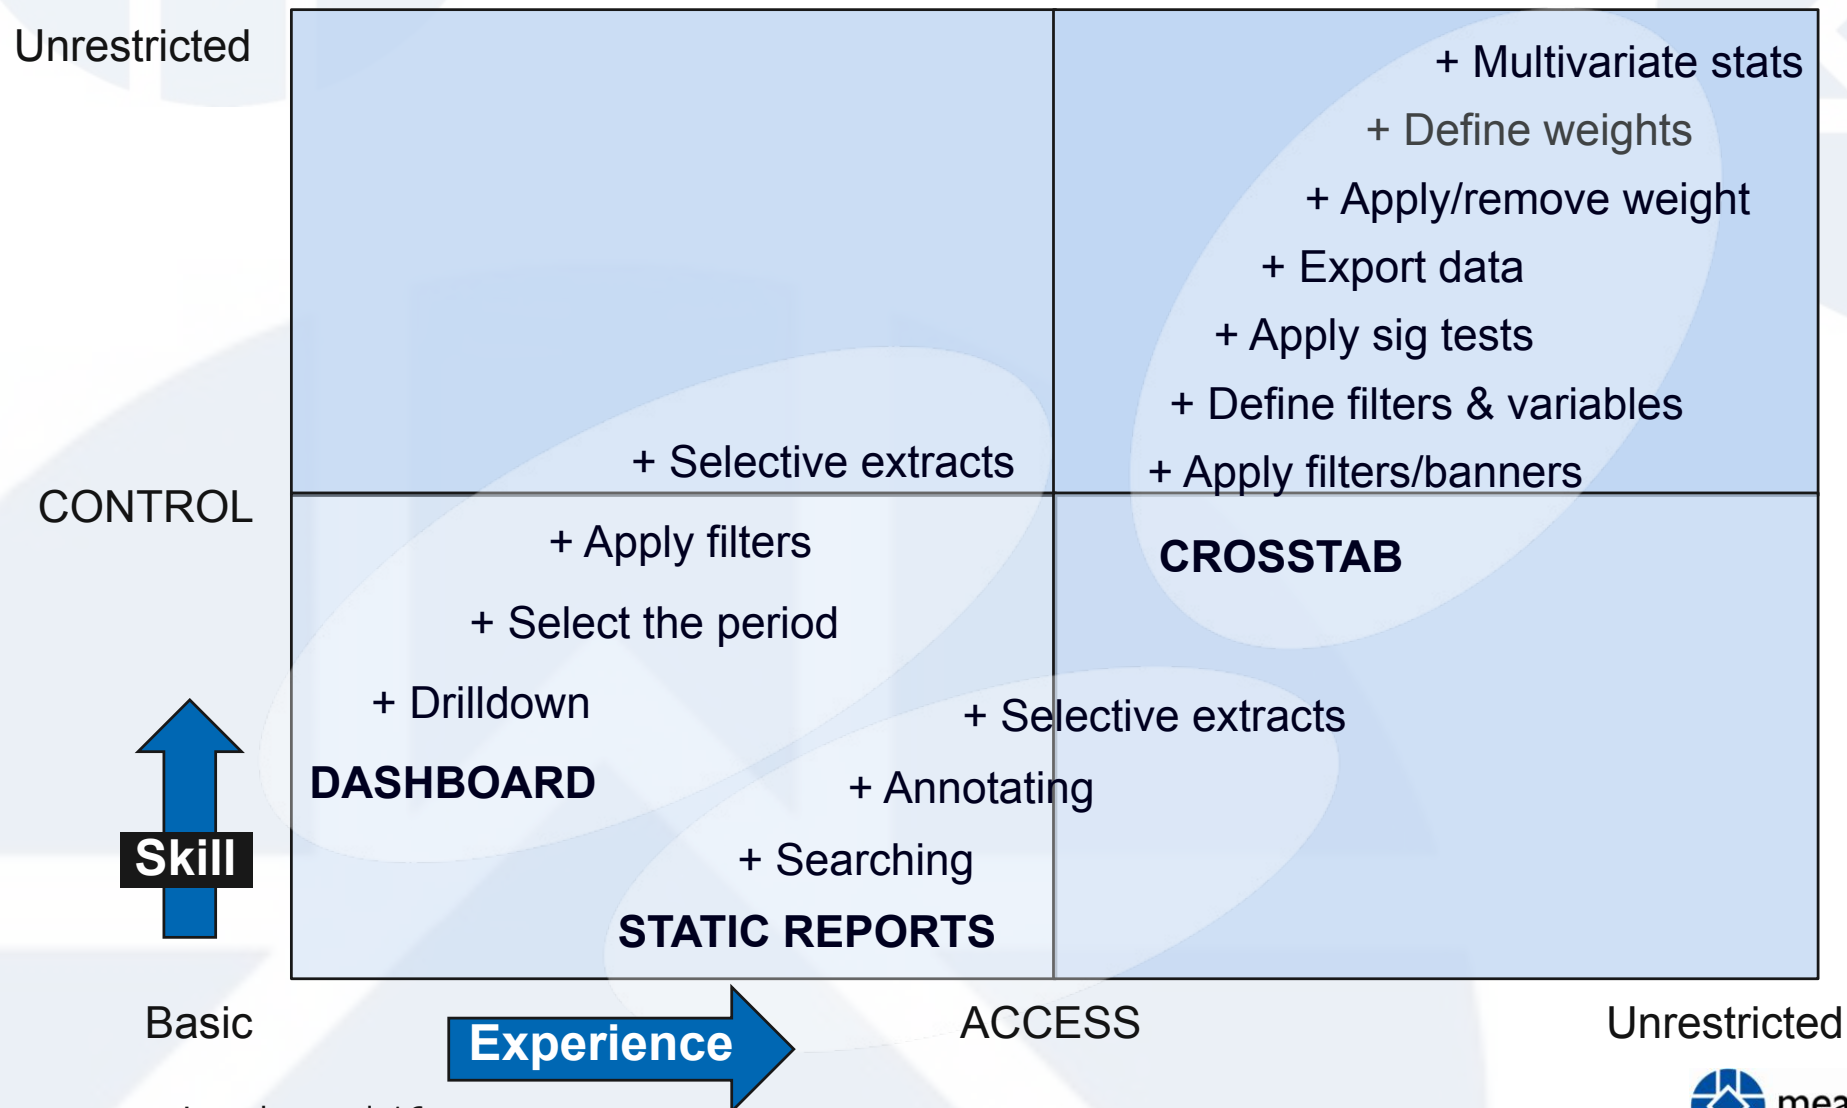 Unrestricted
+ Multivariate stats
+ Define weights
+ Apply/remove weight
+ Export data
+ Apply sig tests
+ Define filters & variables
+ Selective extracts
+ Apply filters/banners
CONTROL
+ Apply filters
CROSSTAB
+ Select the period
+ Drilldown
+ Selective extracts
DASHBOARD
+ Annotating
Skill
+ Searching
STATIC REPORTS
Basic
Experience
ACCESS
Unrestricted